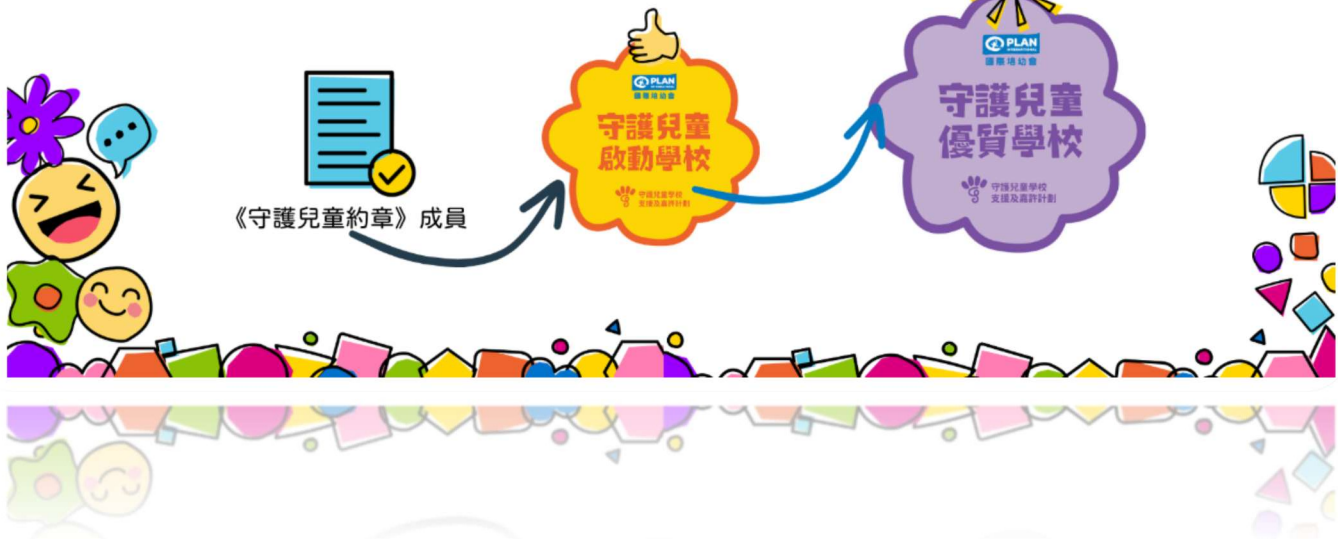 《守護兒童約章》成員
PLAN
國際培幼會
守護兒童
啟動學校
守護兒童學校
支援及嘉許計劃
PLAN
INTERNATIONAL
國際培幼會
守護兒童
優質學校
守護兒童學校
支援及嘉許計劃